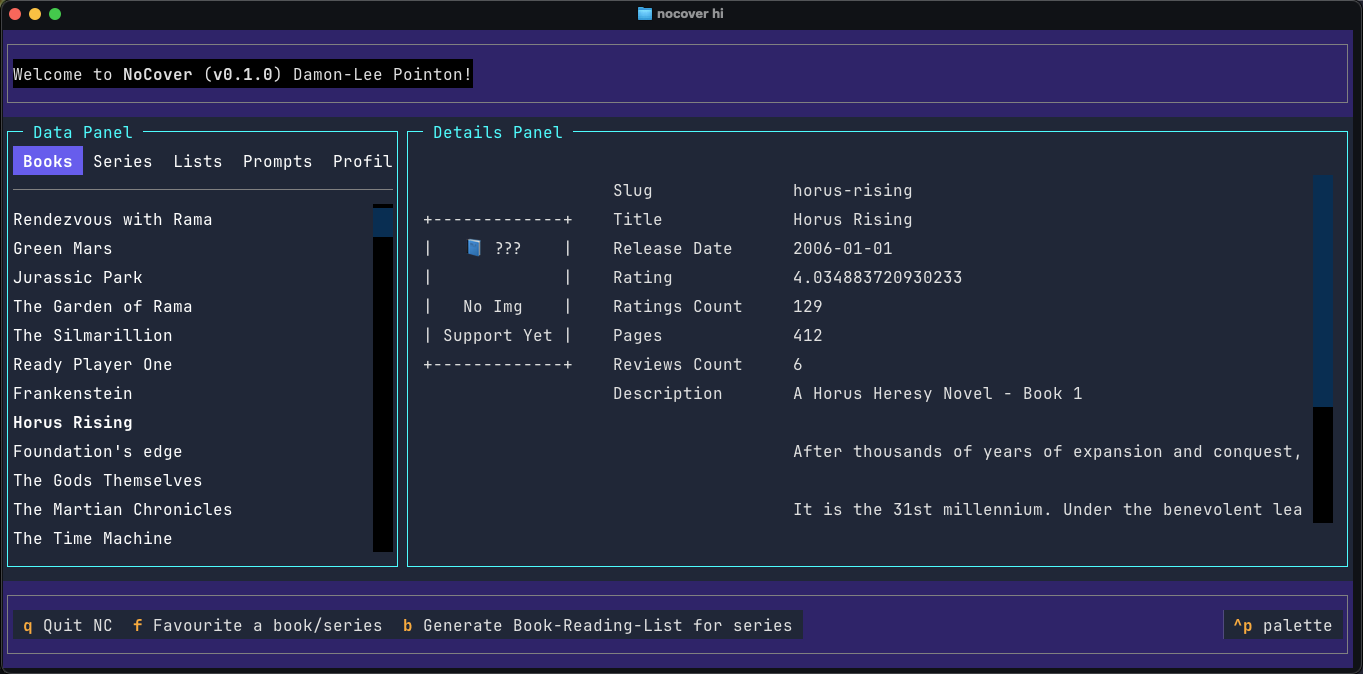 nocover hi
Welcome to NoCover (v0.1.0) Damon-Lee Pointon!
Data Panel
Books Series Lists Prompts Profil
Rendezvous with Rama
Green Mars
Jurassic Park
The Garden of Rama
The Silmarillion
Ready Player One
Frankenstein
Horus Rising
Foundation's edge
The Gods Themselves
The Martian Chronicles
The Time Machine
Details Panel
+-------------+
| 📘 ??? |
| |
| No Img |
| Support Yet |
+-------------+
Slug horus-rising
Title Horus Rising
Release Date 2006-01-01
Rating 4.034883720930233
Ratings Count 129
Pages 412
Reviews Count 6
Description A Horus Heresy Novel - Book 1
After thousands of years of expansion and conquest,
It is the 31st millennium. Under the benevolent lea
q Quit NC f Favourite a book/series b Generate Book-Reading-List for series ^p palette